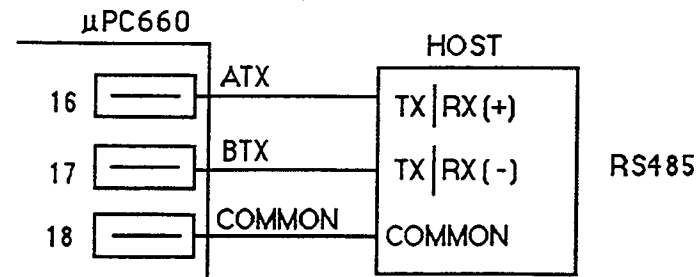 µPC660
HOST
16 ATX TX|RX(+)
17 BTX TX|RX(-) RS485
18 COMMON COMMON